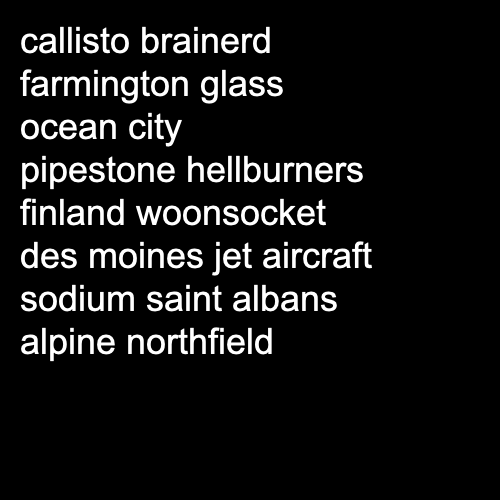 callisto brainerd
farmington glass
ocean city
pipestone hellburners
finland woonsocket
des moines jet aircraft
sodium saint albans
alpine northfield